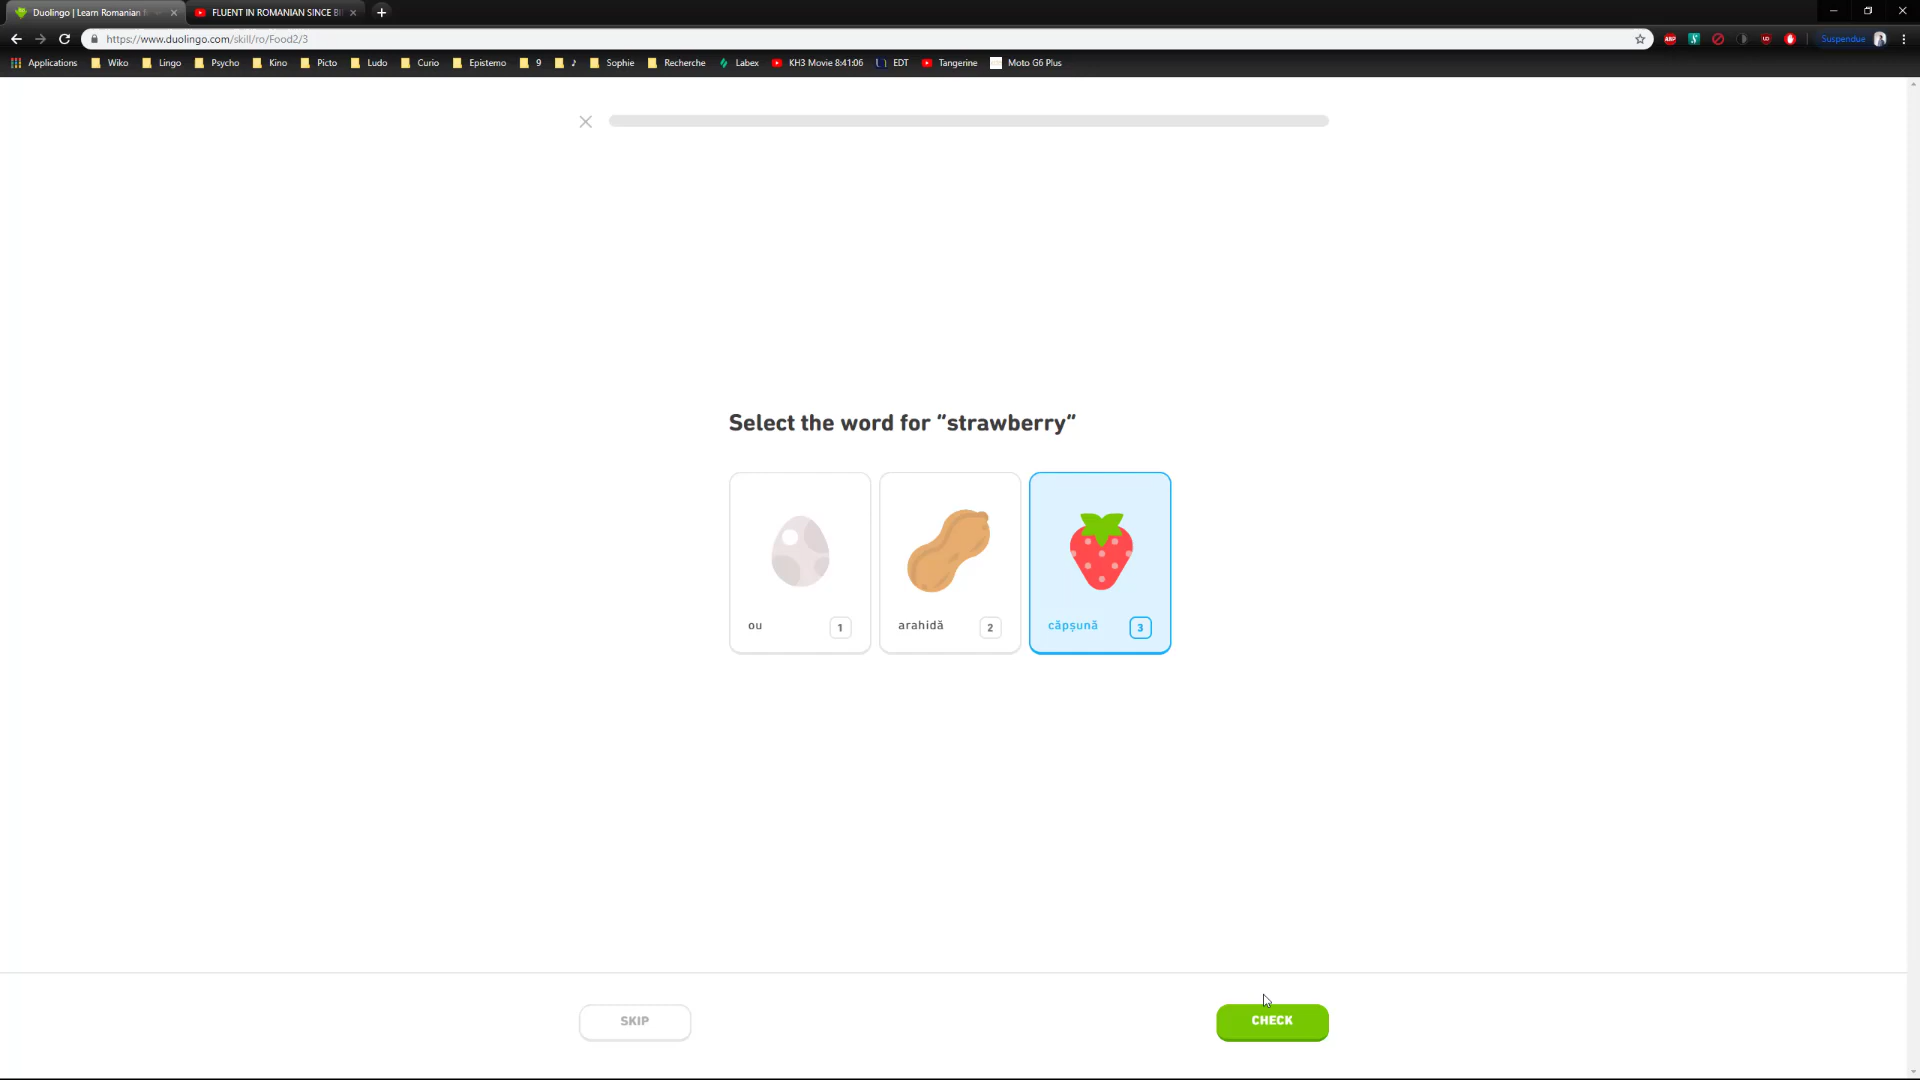 Duolingo | Learn Romanian f
FLUENT IN ROMANIAN SINCE BI
https://www.duolingo.com/skill/ro/Food2/3
Suspendue
Applications Wiko Lingo Psycho Kino Picto Ludo Curio Epistemo 9 ♪ Sophie Recherche Labex KH3 Movie 8:41:06 EDT Tangerine Moto G6 Plus
Select the word for “strawberry”
ou 1 arahidă 2 căpșună 3
SKIP CHECK